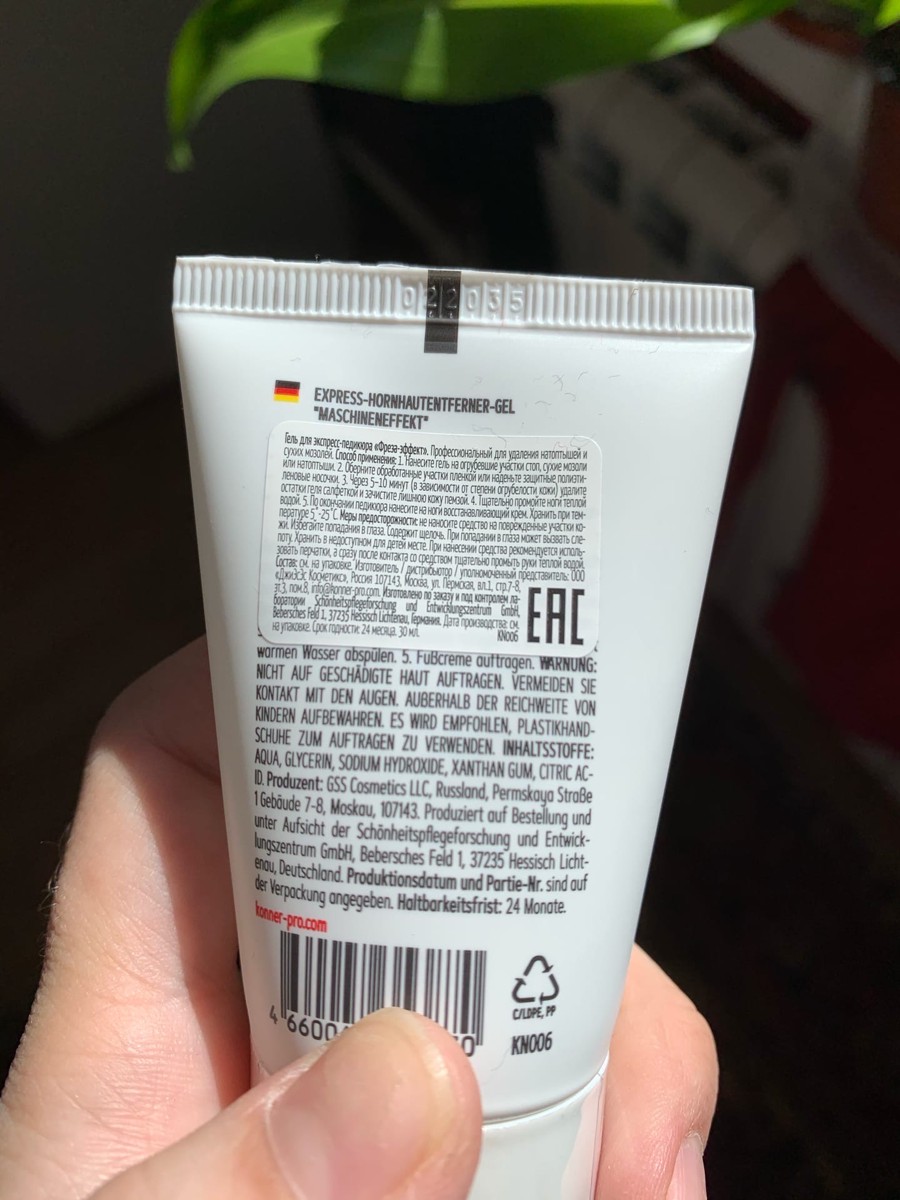 022035
EXPRESS-HORNHAUTENTFERNER-GEL
"MASCHINENEFFEKT"
Гель для экспресс-педикюра «Фреза-эффект». Профессиональный для удаления натоптышей и
сухих мозолей. Способ применения: 1. Нанесите гель на огрубевшие участки стоп, сухие мозоли
или натоптыши. 2. Оберните обработанные участки пленкой или наденьте защитные полиэти-
леновые носочки. 3. Через 5-10 минут (в зависимости от степени огрубелости кожи) удалите
остатки геля салфеткой и зачистите лишнюю кожу пемзой. 4. Тщательно промойте ноги теплой
водой. 5. По окончании педикюра нанесите на ноги восстанавливающий крем. Хранить при тем-
пературе 5˚-25˚C. Меры предосторожности: не наносите средство на поврежденные участки ко-
жи. Избегайте попадания в глаза. Содержит щелочь. При попадании в глаза может вызвать сле-
поту. Хранить в недоступном для детей месте. При нанесении средства рекомендуется исполь-
зовать перчатки, а сразу после контакта со средством тщательно промыть руки теплой водой.
Состав: см. на упаковке. Изготовитель / дистрибьютор / уполномоченный представитель: ООО
«ДжиЭсЭс Косметикс», Россия 107143, Москва, ул. Пермская, вл.1, стр.7-8,
эт.3, пом.8, info@konner-pro.com. Изготовлено по заказу и под контролем ла-
боратории Schönheitspflegeforschung und Entwicklungszentrum GmbH,
Bebersches Feld 1, 37235 Hessisch Lichtenau, Германия. Дата производства: см.
на упаковке. Срок годности: 24 месяца. 30 мл. KN006
EAC
warmen Wasser abspülen. 5. Fußcreme auftragen. WARNUNG:
NICHT AUF GESCHÄDIGTE HAUT AUFTRAGEN. VERMEIDEN SIE
KONTAKT MIT DEN AUGEN. AUßERHALB DER REICHWEITE VON
KINDERN AUFBEWAHREN. ES WIRD EMPFOHLEN, PLASTIKHAND-
SCHUHE ZUM AUFTRAGEN ZU VERWENDEN. INHALTSSTOFFE:
AQUA, GLYCERIN, SODIUM HYDROXIDE, XANTHAN GUM, CITRIC AC-
ID. Produzent: GSS Cosmetics LLC, Russland, Permskaya Straße
1 Gebäude 7-8, Moskau, 107143. Produziert auf Bestellung und
unter Aufsicht der Schönheitspflegeforschung und Entwick-
lungszentrum GmbH, Bebersches Feld 1, 37235 Hessisch Licht-
enau, Deutschland. Produktionsdatum und Partie-Nr. sind auf
der Verpackung angegeben. Haltbarkeitsfrist: 24 Monate.
konner-pro.com
C/LDPE, PP
4 6600
KN006